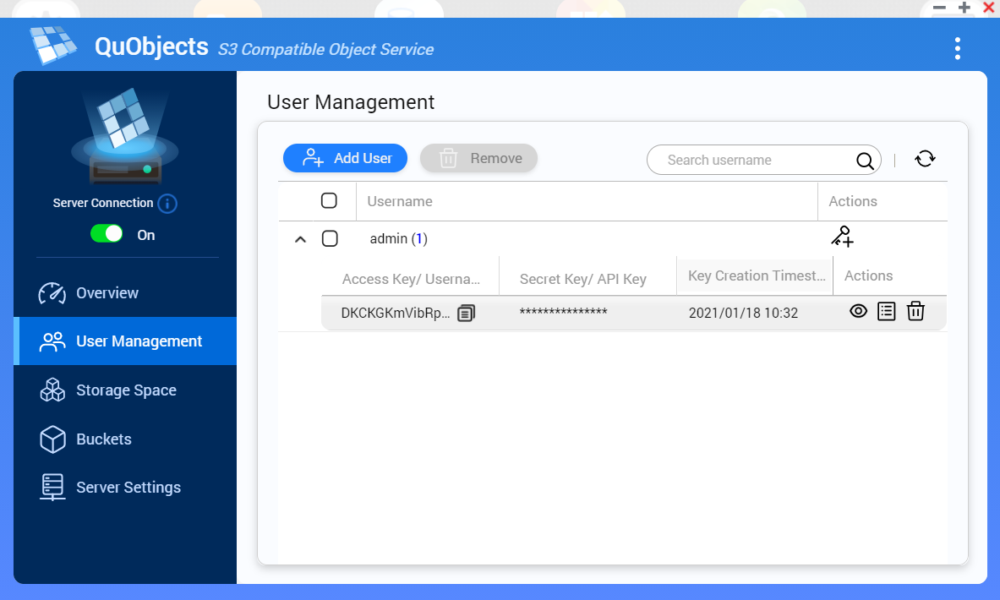 QuObjects S3 Compatible Object Service
User Management
Add User
Remove
Search username
Server Connection
On
Username
Actions
admin (1)
Access Key/ Userna...
Secret Key/ API Key
Key Creation Timest...
Actions
DKCKGKmVibRp...
***************
2021/01/18 10:32
Overview
User Management
Storage Space
Buckets
Server Settings